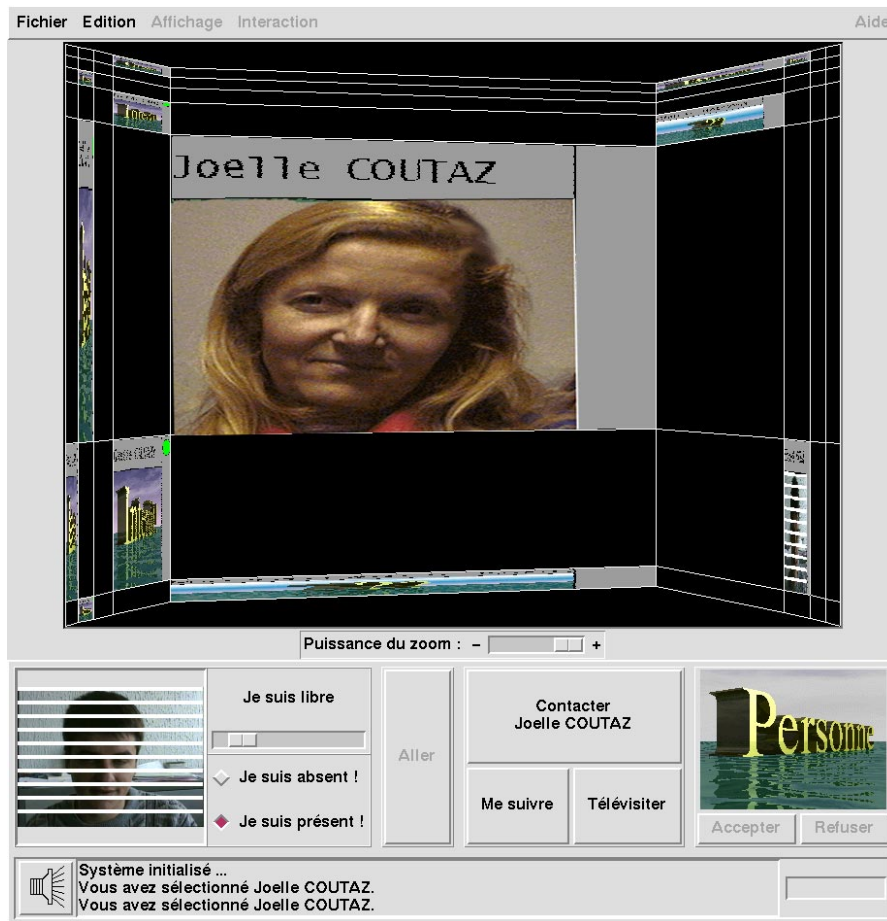 Fichier Edition Affichage Interaction Aide
Joelle COUTAZ
Puissance du zoom : - +
Je suis libre
Je suis absent !
Je suis présent !
Aller
Contacter
Joelle COUTAZ
Me suivre
Télévisiter
Personne
Accepter
Refuser
Système initialisé ...
Vous avez sélectionné Joelle COUTAZ.
Vous avez sélectionné Joelle COUTAZ.